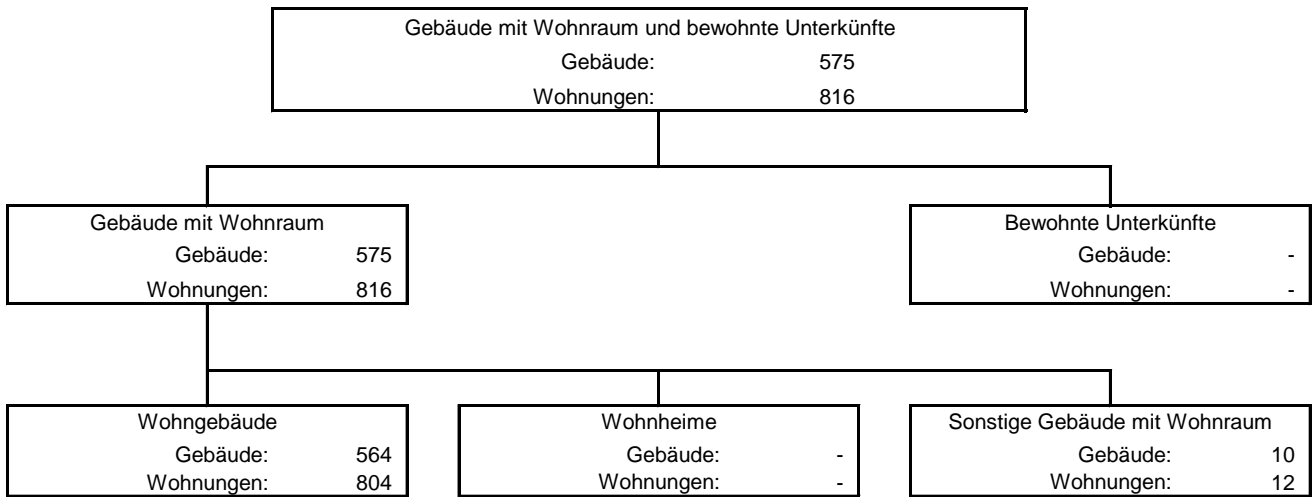 Gebäude mit Wohnraum und bewohnte Unterkünfte
Gebäude: 575
Wohnungen: 816
Gebäude mit Wohnraum
Gebäude: 575
Wohnungen: 816
Bewohnte Unterkünfte
Gebäude: -
Wohnungen: -
Wohngebäude
Gebäude: 564
Wohnungen: 804
Wohnheime
Gebäude: -
Wohnungen: -
Sonstige Gebäude mit Wohnraum
Gebäude: 10
Wohnungen: 12